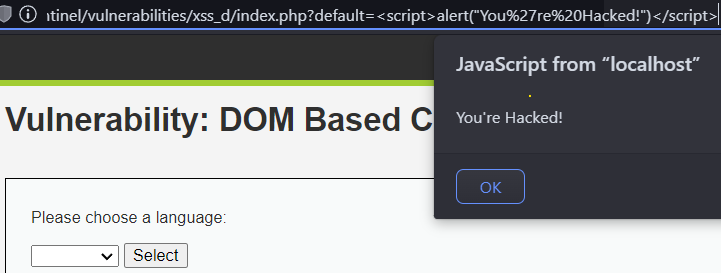 atinel/vulnerabilities/xss_d/index.php?default=<script>alert("You%27re%20Hacked!")</script>
JavaScript from “localhost”
You're Hacked!
OK
Vulnerability: DOM Based C
Please choose a language:
Select